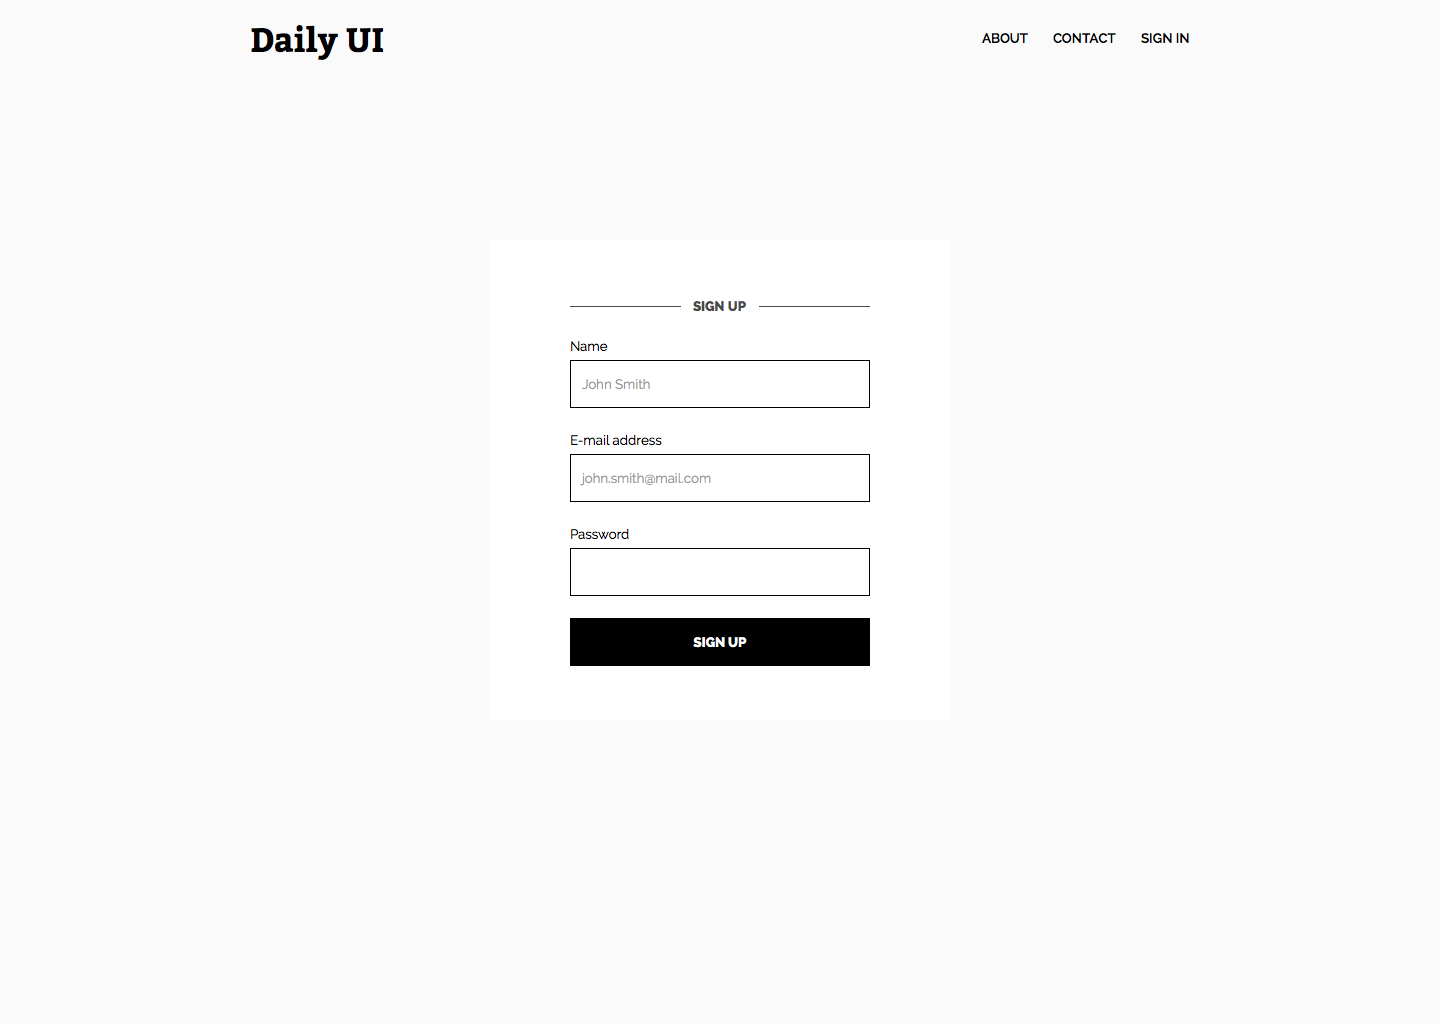 Daily UI
ABOUT CONTACT SIGN IN
SIGN UP
Name
John Smith
E-mail address
john.smith@mail.com
Password
SIGN UP